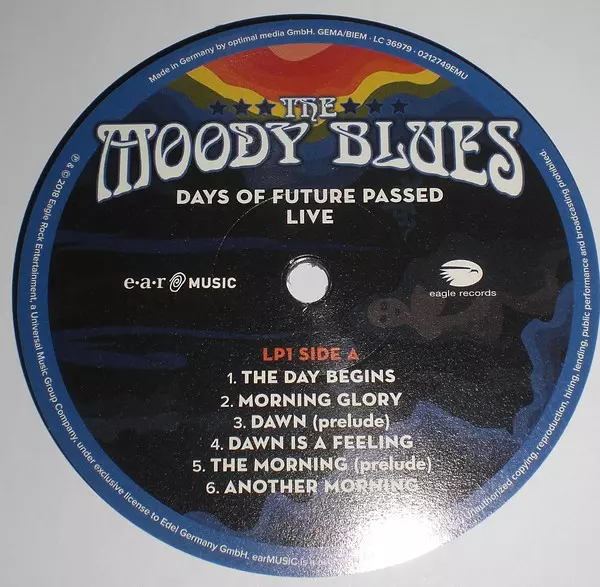 Made in Germany by optimal media GmbH. GEMA/BIEM · LC 36979 · 0212749EMU
THE
MOODY BLUES
DAYS OF FUTURE PASSED
LIVE
e·a·r MUSIC
eagle records
LP1 SIDE A
1. THE DAY BEGINS
2. MORNING GLORY
3. DAWN (prelude)
4. DAWN IS A FEELING
5. THE MORNING (prelude)
6. ANOTHER MORNING
℗ & © 2018 Eagle Rock Entertainment, a Universal Music Group Company, under exclusive license to Edel Germany GmbH. earMUSIC is a
Unauthorized copying, reproduction, hiring, lending, public performance and broadcasting prohibited.